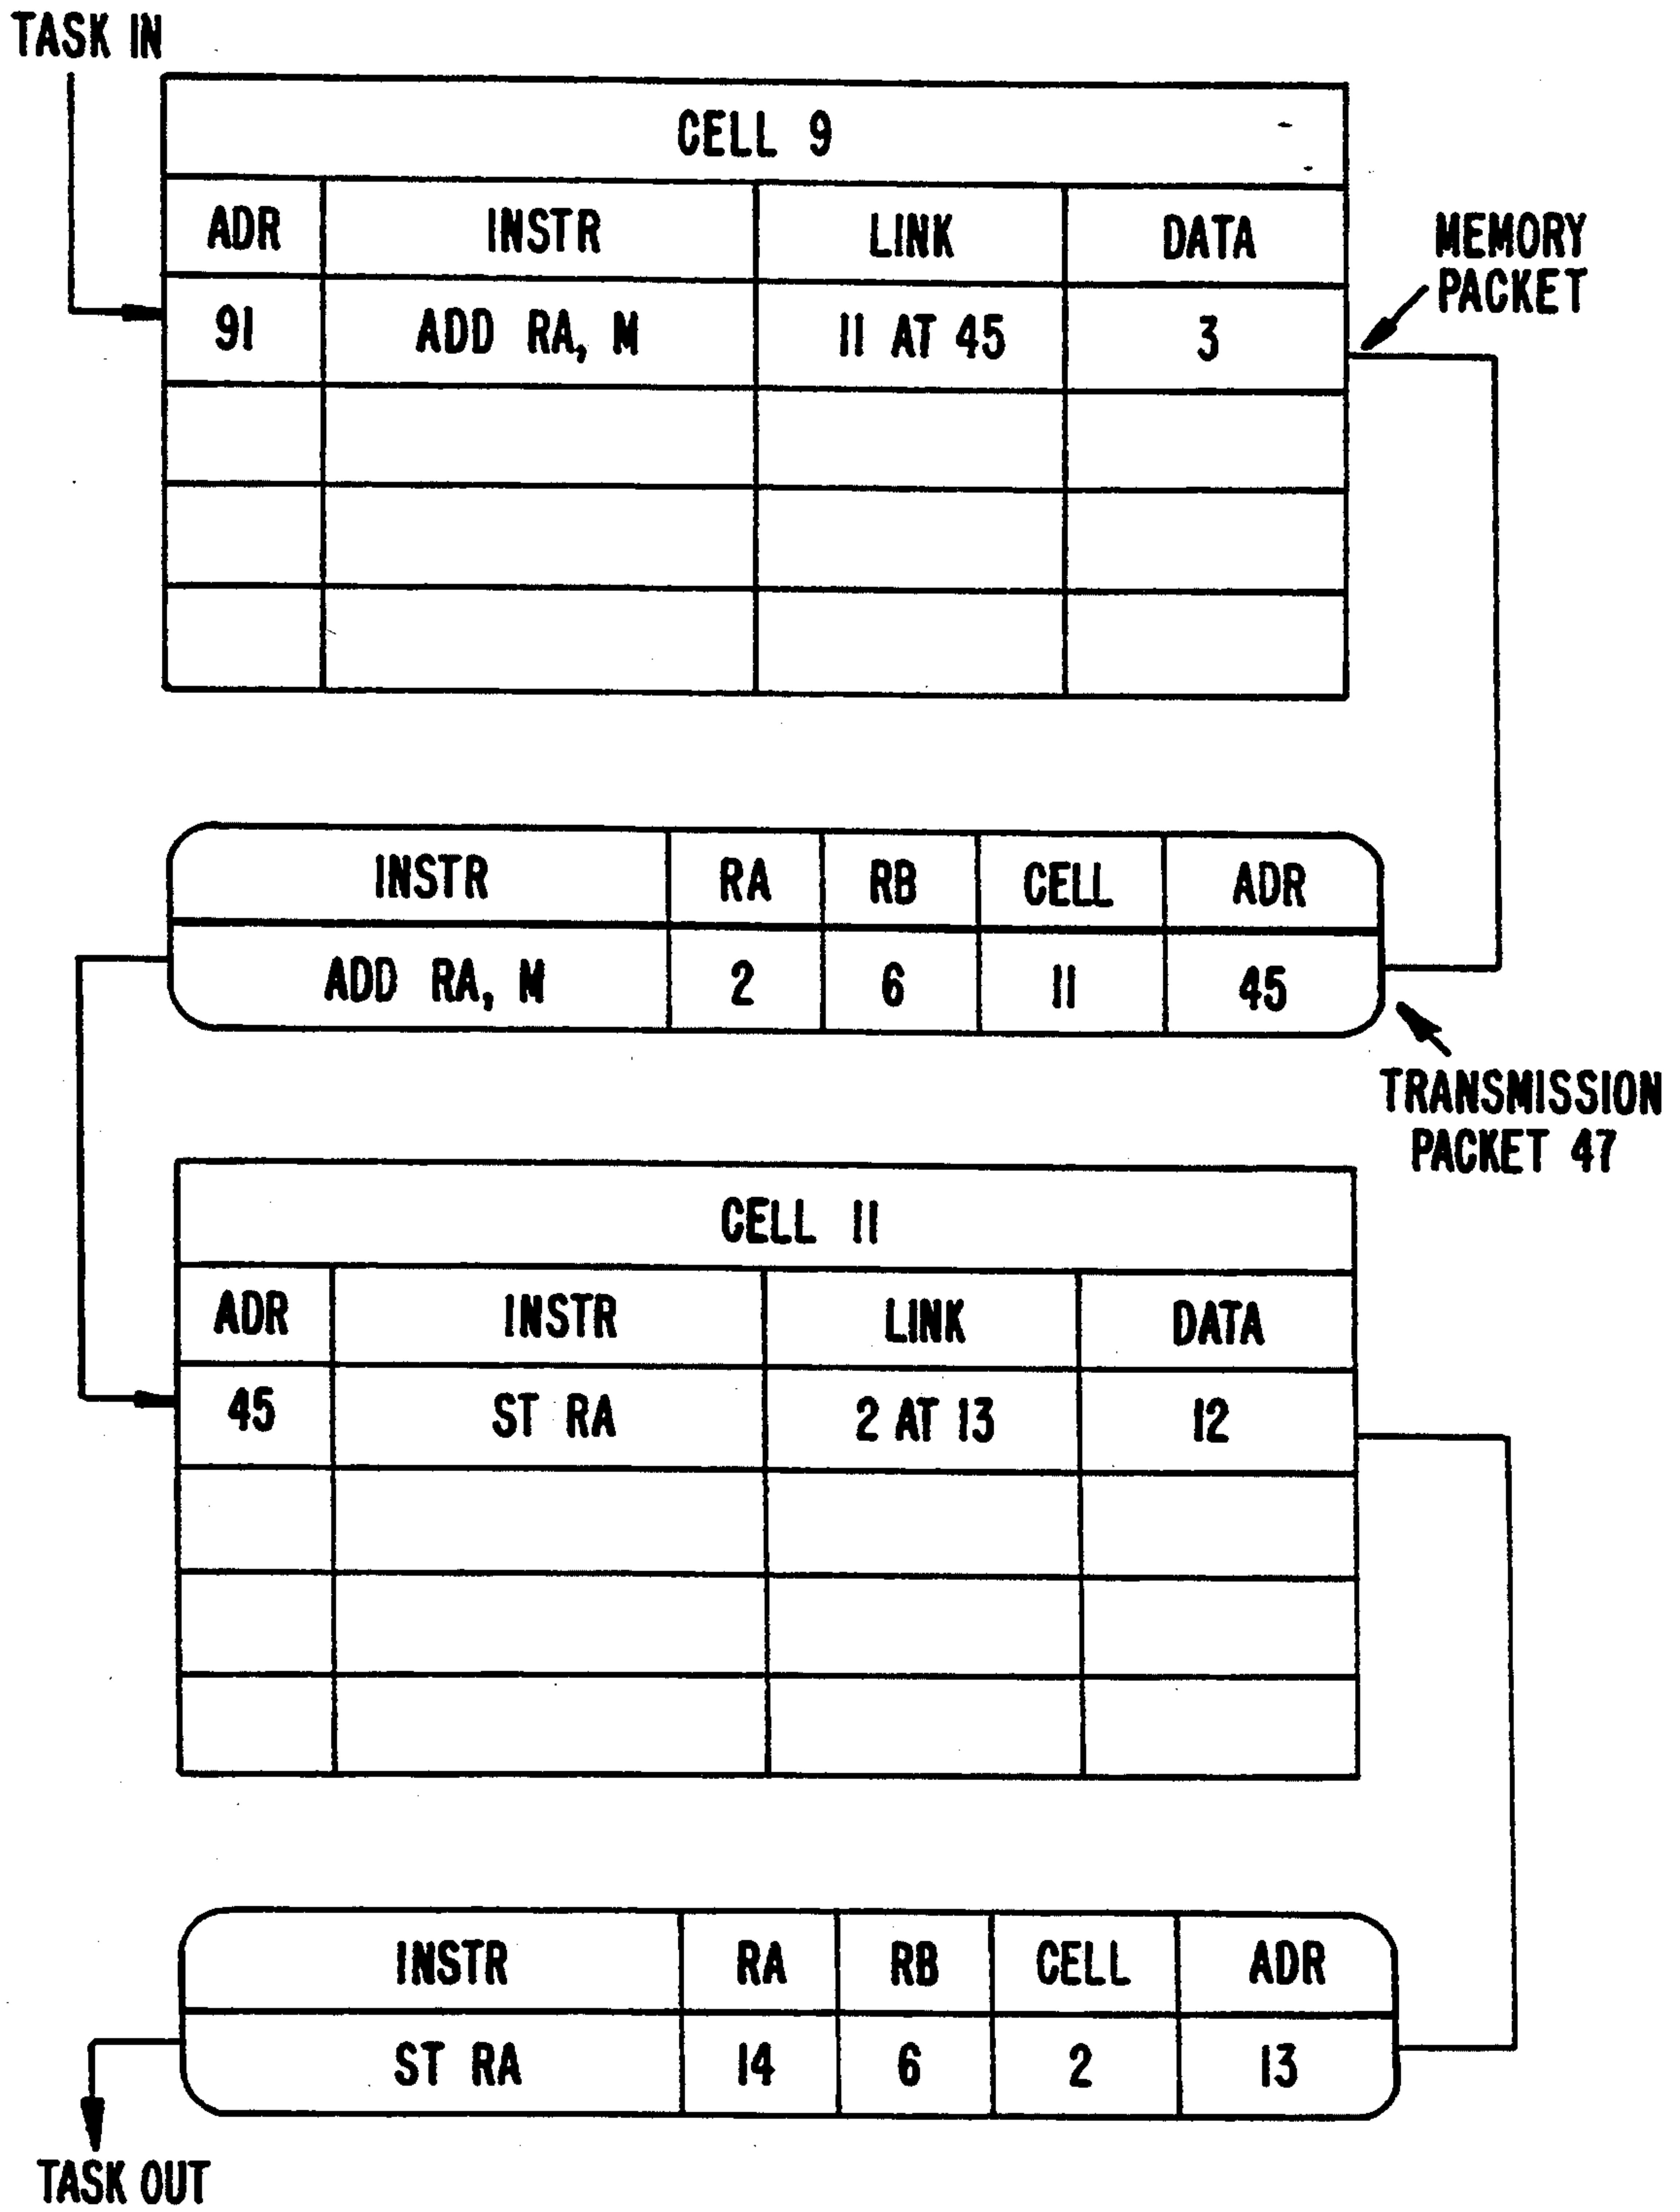 TASK IN
CELL 9
ADR INSTR LINK DATA
91 ADD RA, M 11 AT 45 3
MEMORY
PACKET
INSTR RA RB CELL ADR
ADD RA, M 2 6 11 45
TRANSMISSION
PACKET 47
CELL 11
ADR INSTR LINK DATA
45 ST RA 2 AT 13 12
INSTR RA RB CELL ADR
ST RA 14 6 2 13
TASK OUT